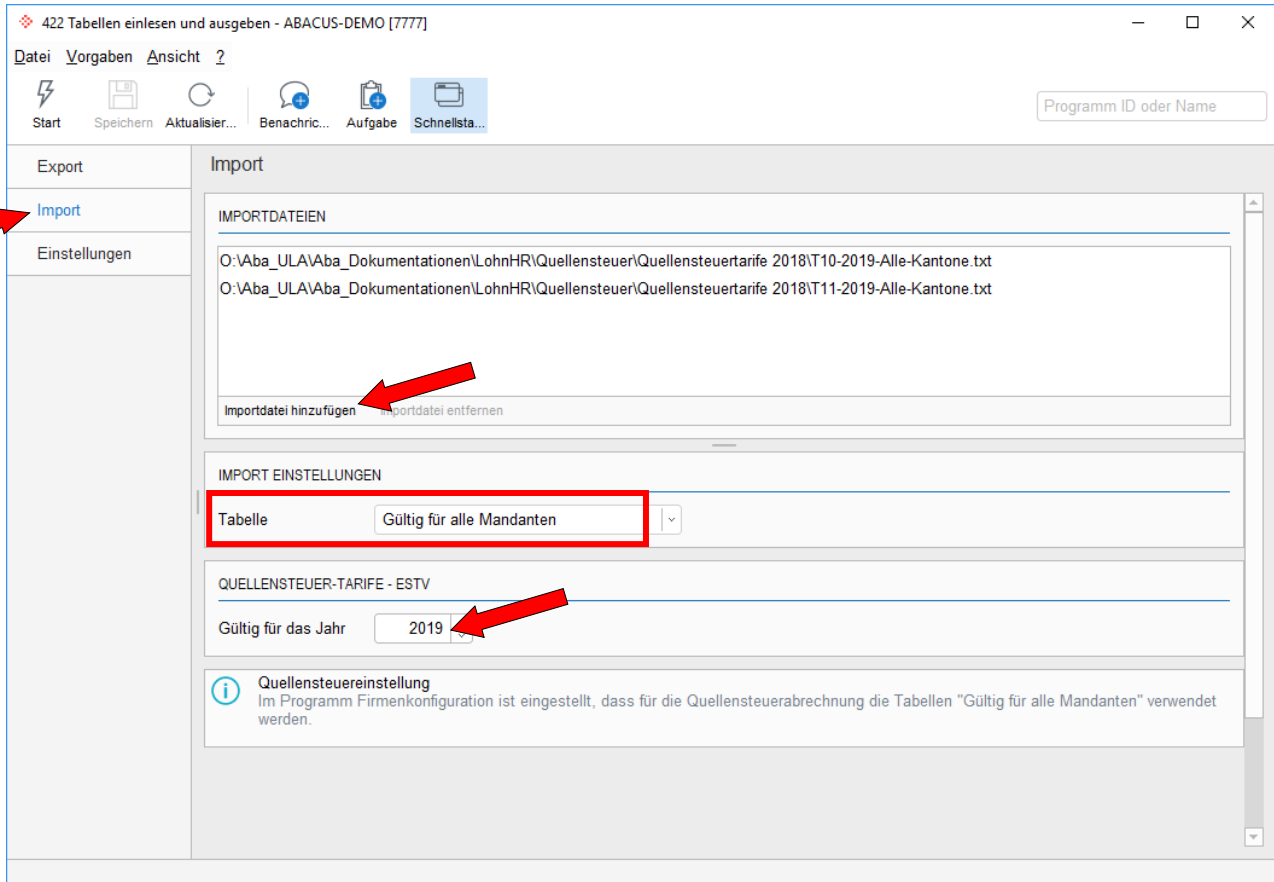 422 Tabellen einlesen und ausgeben - ABACUS-DEMO [7777]
Datei Vorgaben Ansicht ?
Start Speichern Aktualisier... Benachric... Aufgabe Schnellsta...
Programm ID oder Name
Export
Import
Einstellungen
Import
IMPORTDATEIEN
O:\Aba_ULA\Aba_Dokumentationen\LohnHR\Quellensteuer\Quellensteuertarife 2018\T10-2019-Alle-Kantone.txt
O:\Aba_ULA\Aba_Dokumentationen\LohnHR\Quellensteuer\Quellensteuertarife 2018\T11-2019-Alle-Kantone.txt
Importdatei hinzufügen Importdatei entfernen
IMPORT EINSTELLUNGEN
Tabelle Gültig für alle Mandanten
QUELLENSTEUER-TARIFE - ESTV
Gültig für das Jahr 2019
Quellensteuereinstellung
Im Programm Firmenkonfiguration ist eingestellt, dass für die Quellensteuerabrechnung die Tabellen "Gültig für alle Mandanten" verwendet
werden.